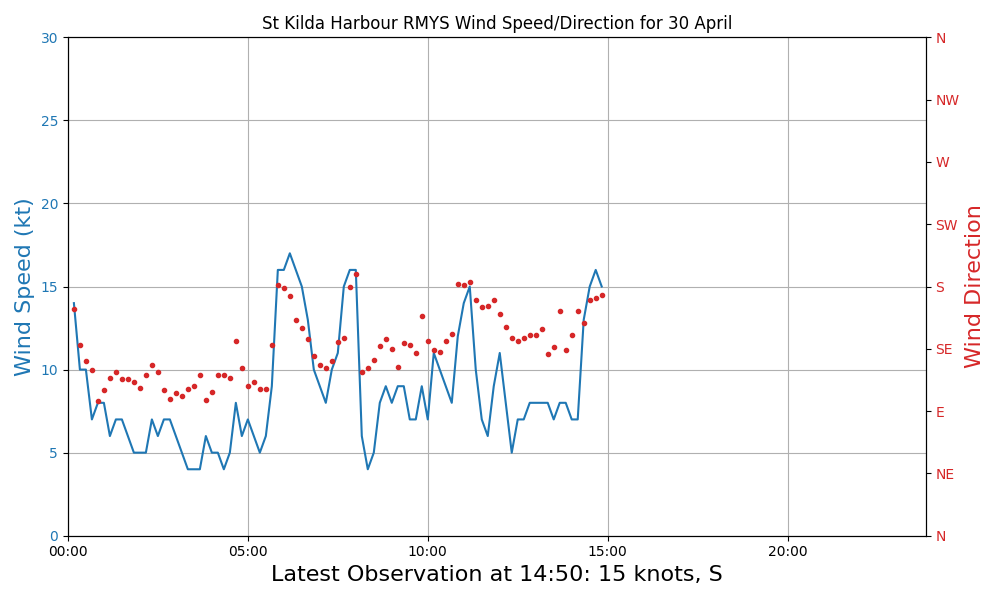 St Kilda Harbour RMYS Wind Speed/Direction for 30 April
30
25
20
15
10
5
0
Wind Speed (kt)
N
NW
W
SW
S
SE
E
NE
N
Wind Direction
00:00 05:00 10:00 15:00 20:00
Latest Observation at 14:50: 15 knots, S